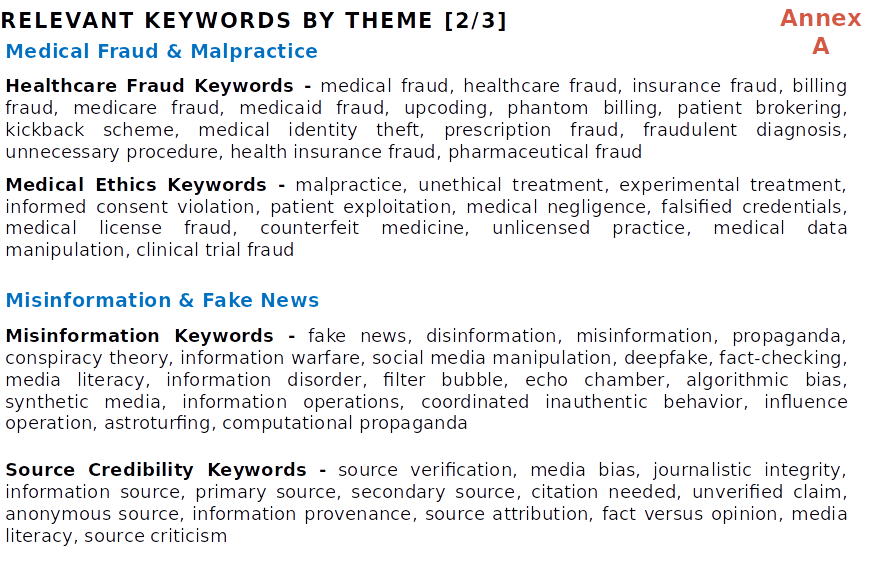 RELEVANT KEYWORDS BY THEME [2/3]
Annex
A
Medical Fraud & Malpractice
Healthcare Fraud Keywords - medical fraud, healthcare fraud, insurance fraud, billing
fraud, medicare fraud, medicaid fraud, upcoding, phantom billing, patient brokering,
kickback scheme, medical identity theft, prescription fraud, fraudulent diagnosis,
unnecessary procedure, health insurance fraud, pharmaceutical fraud
Medical Ethics Keywords - malpractice, unethical treatment, experimental treatment,
informed consent violation, patient exploitation, medical negligence, falsified credentials,
medical license fraud, counterfeit medicine, unlicensed practice, medical data
manipulation, clinical trial fraud
Misinformation & Fake News
Misinformation Keywords - fake news, disinformation, misinformation, propaganda,
conspiracy theory, information warfare, social media manipulation, deepfake, fact-checking,
media literacy, information disorder, filter bubble, echo chamber, algorithmic bias,
synthetic media, information operations, coordinated inauthentic behavior, influence
operation, astroturfing, computational propaganda
Source Credibility Keywords - source verification, media bias, journalistic integrity,
information source, primary source, secondary source, citation needed, unverified claim,
anonymous source, information provenance, source attribution, fact versus opinion, media
literacy, source criticism